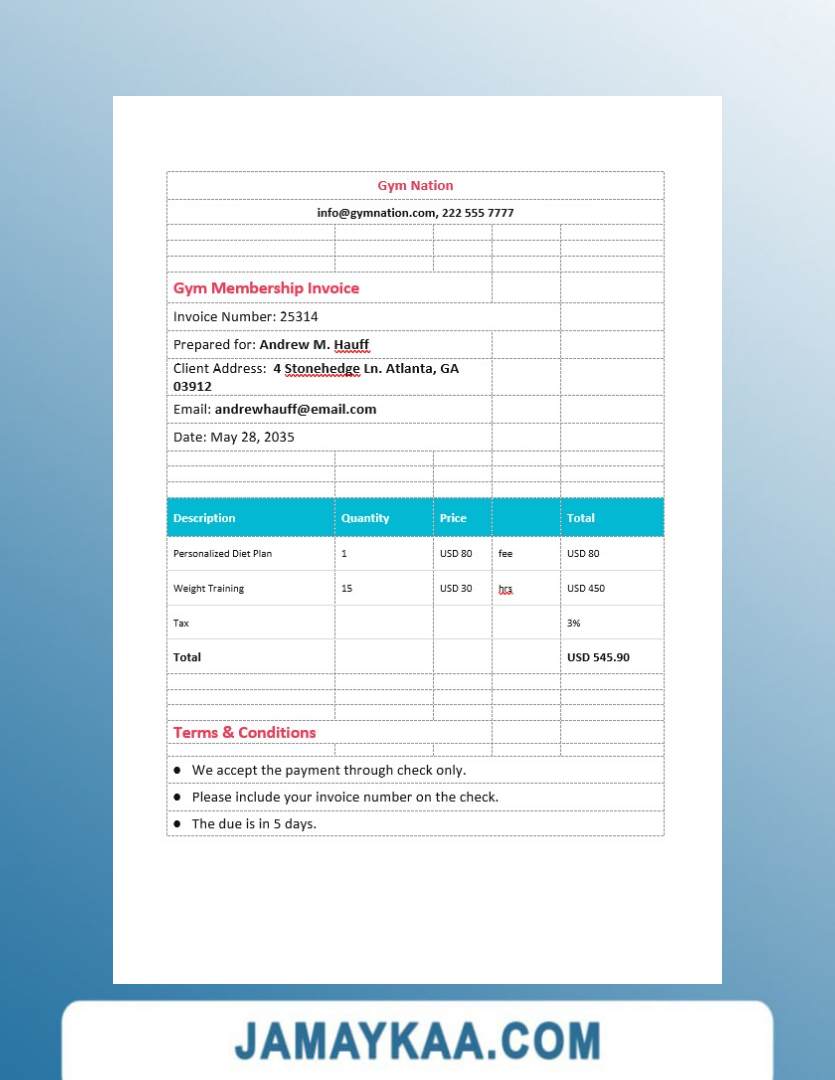 Gym Nation
info@gymnation.com, 222 555 7777
Gym Membership Invoice
Invoice Number: 25314
Prepared for: Andrew M. Hauff
Client Address: 4 Stonehedge Ln. Atlanta, GA
03912
Email: andrewhauff@email.com
Date: May 28, 2035
Description Quantity Price Total
Personalized Diet Plan 1 USD 80 fee USD 80
Weight Training 15 USD 30 hrs USD 450
Tax 3%
Total USD 545.90
Terms & Conditions
● We accept the payment through check only.
● Please include your invoice number on the check.
● The due is in 5 days.
JAMAYKAA.COM